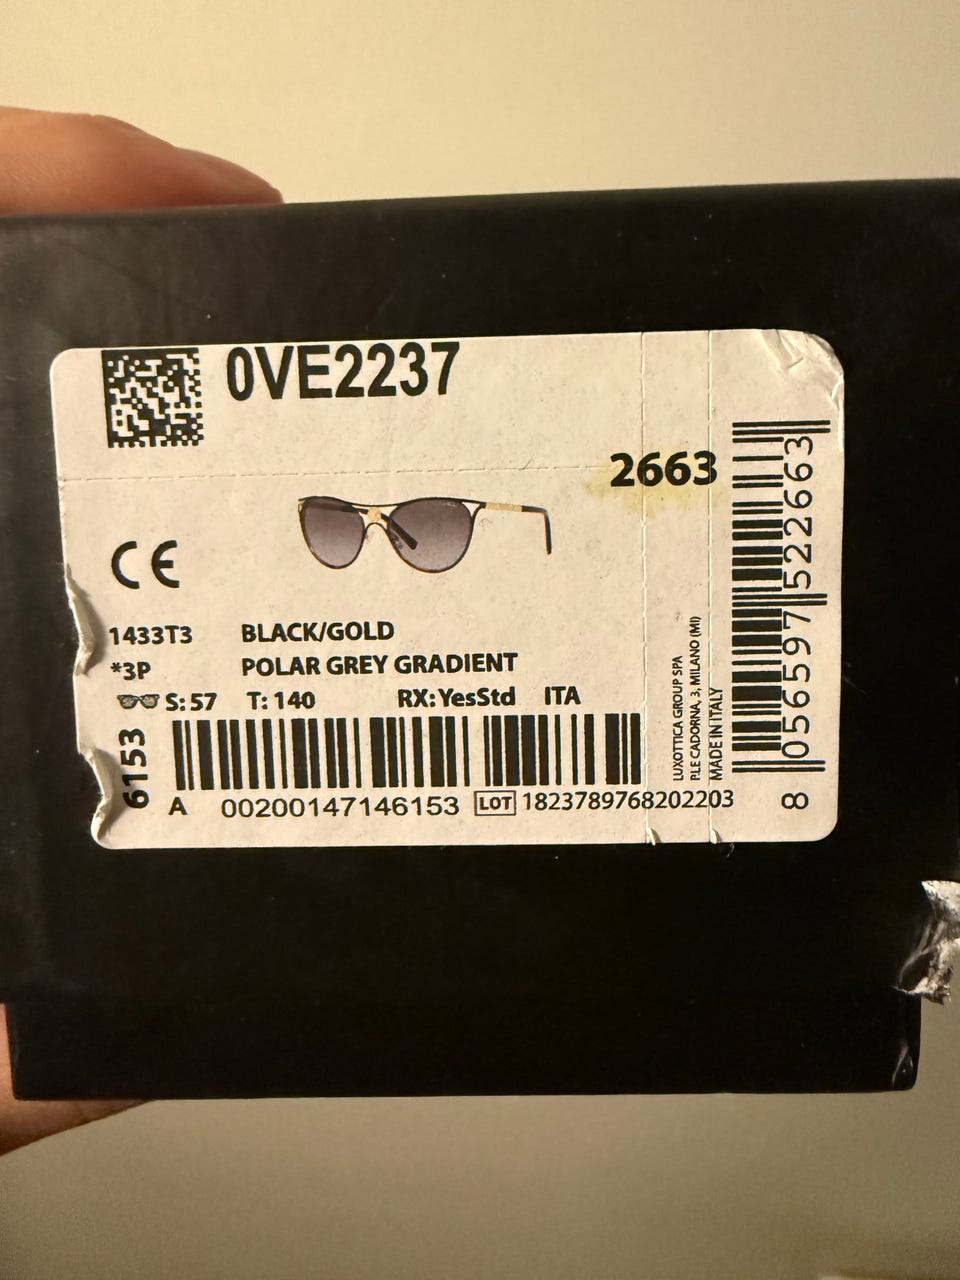 0VE2237
2663
CE
1433T3 BLACK/GOLD
*3P POLAR GREY GRADIENT
S: 57 T: 140 RX: YesStd ITA
6153
A 00200147146153 LOT 1823789768202203
LUXOTTICA GROUP SPA
P.LE CADORNA, 3, MILANO (MI)
MADE IN ITALY
8 056597 522663